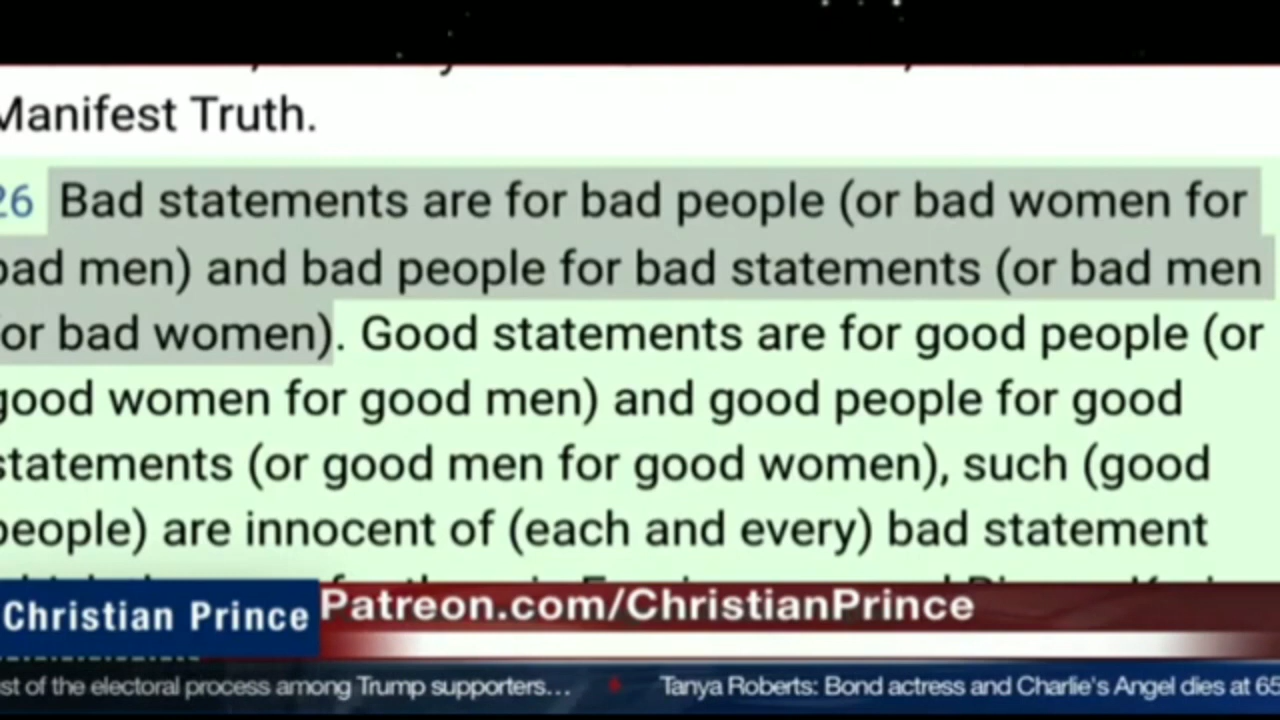 Manifest Truth.
26 Bad statements are for bad people (or bad women for
bad men) and bad people for bad statements (or bad men
for bad women). Good statements are for good people (or
good women for good men) and good people for good
statements (or good men for good women), such (good
people) are innocent of (each and every) bad statement
Christian Prince
Patreon.com/ChristianPrince
st of the electoral process among Trump supporters... Tanya Roberts: Bond actress and Charlie's Angel dies at 65